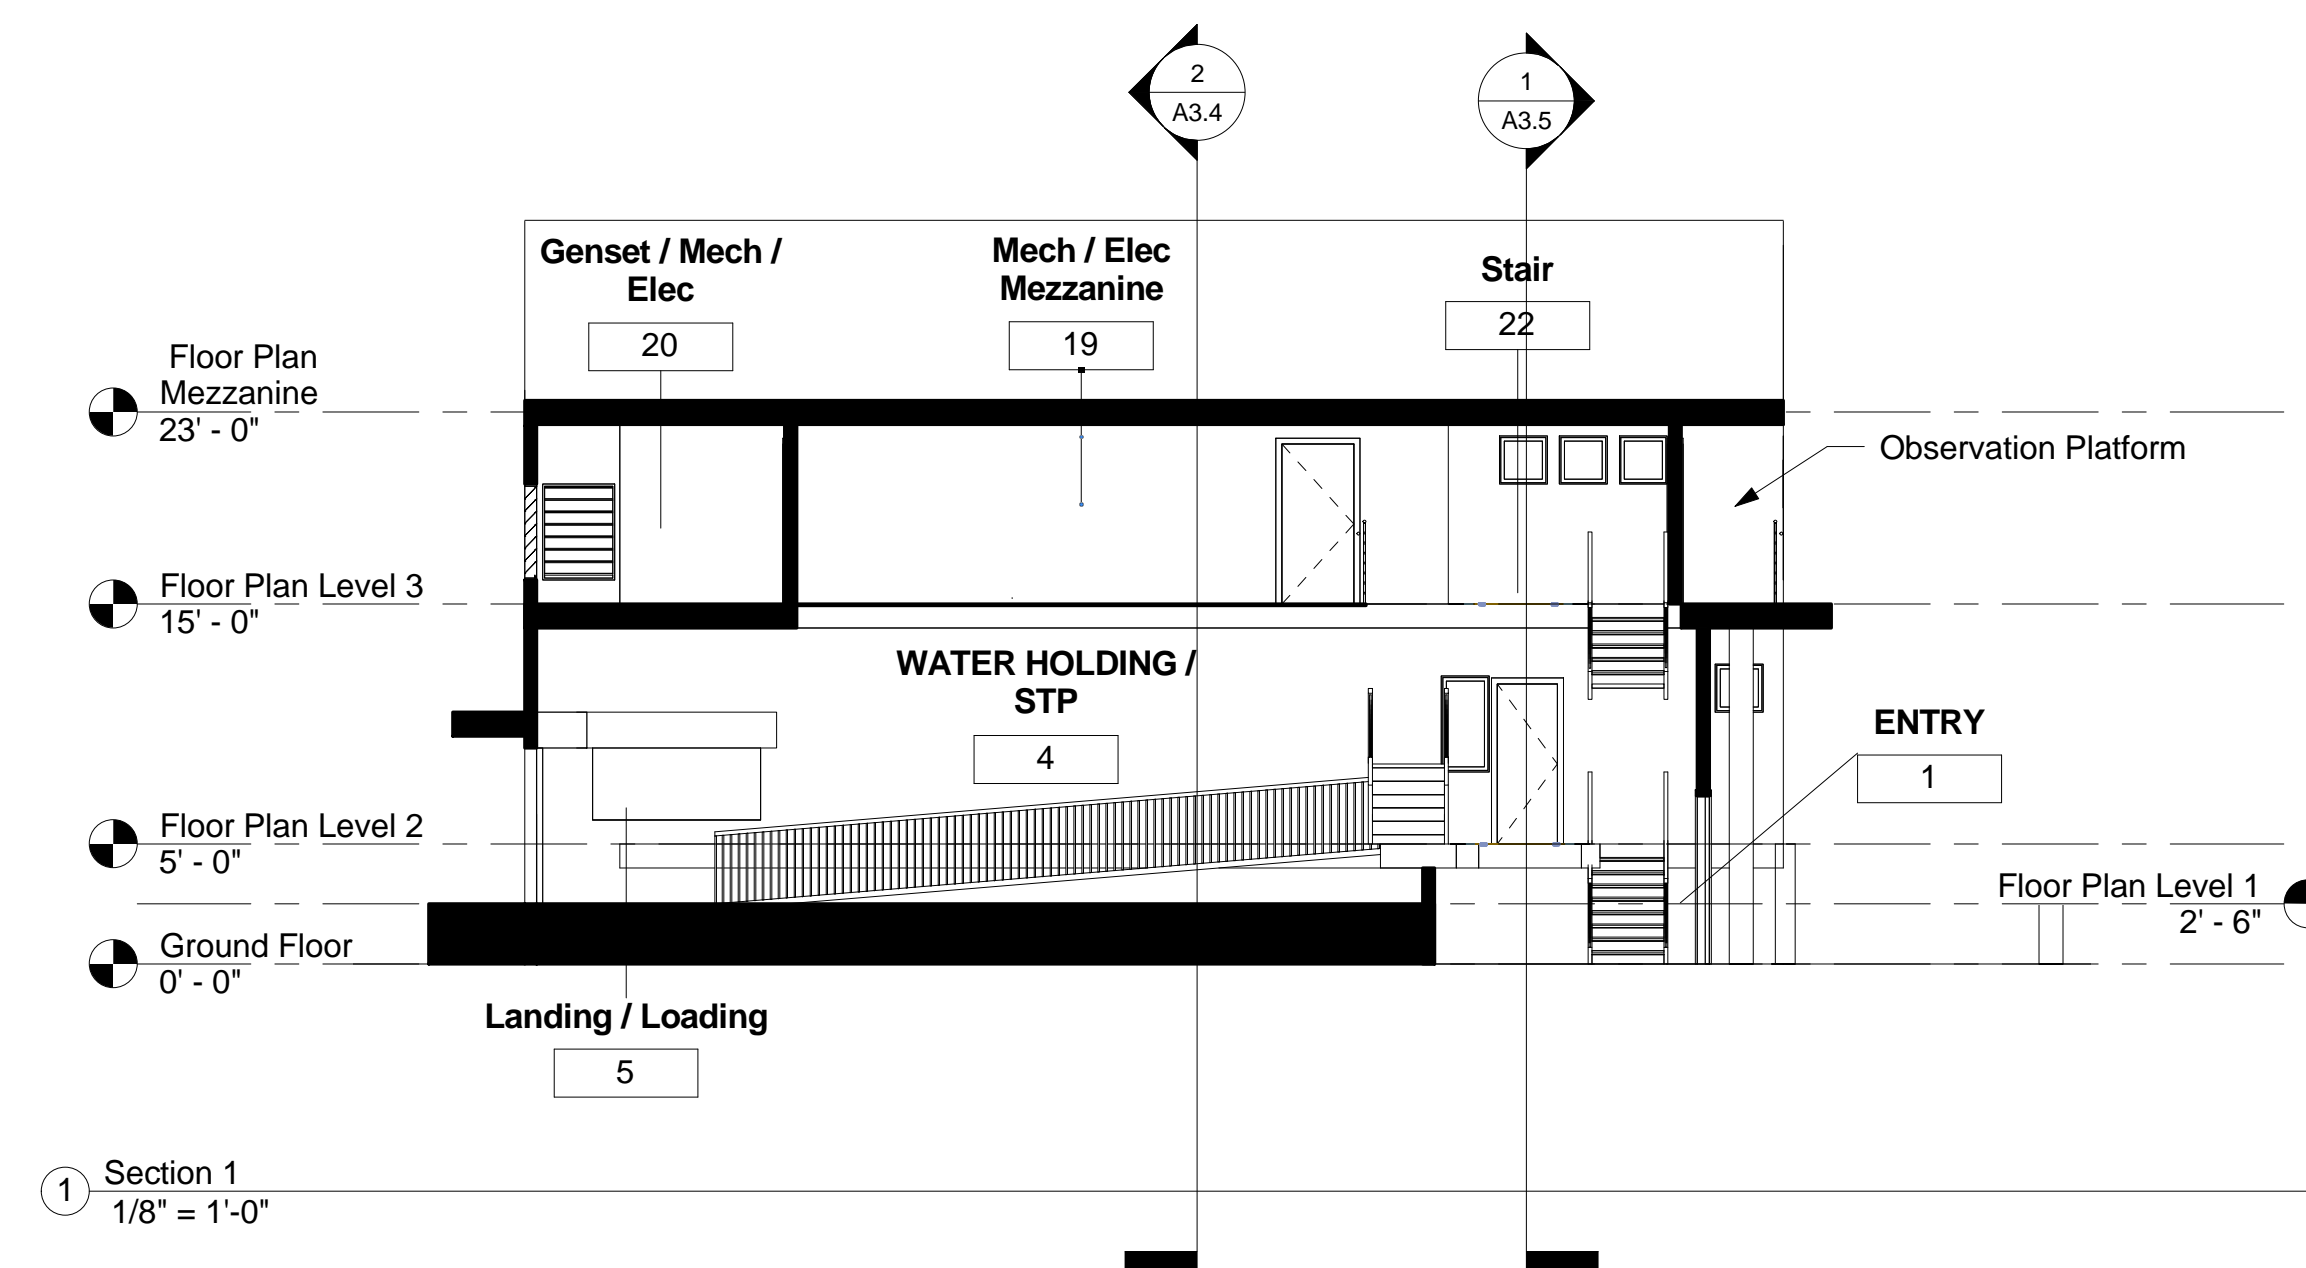 2
A3.4
1
A3.5
Genset / Mech /
Elec
20
Mech / Elec
Mezzanine
19
Stair
22
Floor Plan
Mezzanine
23' - 0"
Observation Platform
Floor Plan Level 3
15' - 0"
WATER HOLDING /
STP
4
ENTRY
1
Floor Plan Level 2
5' - 0"
Floor Plan Level 1
2' - 6"
Ground Floor
0' - 0"
Landing / Loading
5
1
Section 1
1/8" = 1'-0"